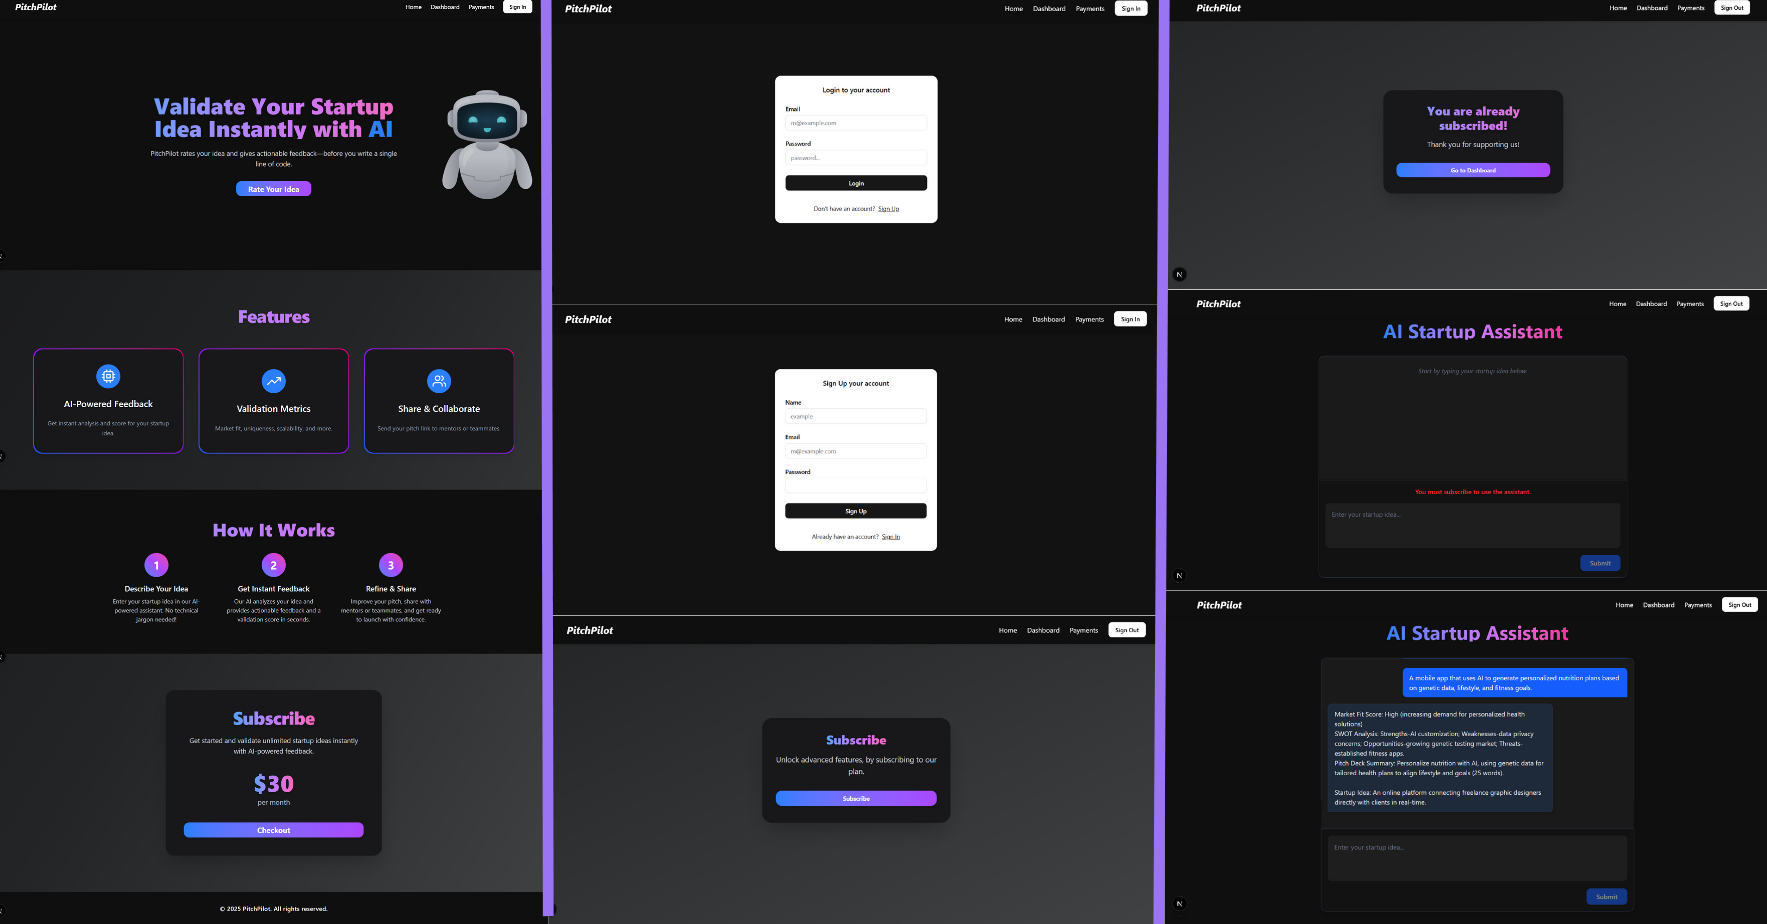 PitchPilot
Home Dashboard Payments Sign In
Validate Your Startup
Idea Instantly with AI
PitchPilot rates your idea and gives actionable feedback—before you write a single
line of code.
Rate Your Idea
Features
AI-Powered Feedback
Get instant analysis and score for your startup
idea.
Validation Metrics
Market fit, uniqueness, scalability, and more.
Share & Collaborate
Send your pitch link to mentors or teammates.
How It Works
1
Describe Your Idea
Enter your startup idea in our AI-
powered assistant. No technical
jargon needed!
2
Get Instant Feedback
Our AI analyzes your idea and
provides actionable feedback and a
validation score in seconds.
3
Refine & Share
Improve your pitch, share with
mentors or teammates, and get ready
to launch with confidence.
Subscribe
Get started and validate unlimited startup ideas instantly
with AI-powered feedback.
$30
per month
Checkout
© 2025 PitchPilot. All rights reserved.
PitchPilot
Home Dashboard Payments Sign In
Login to your account
Email
m@example.com
Password
password...
Login
Don't have an account? Sign Up
PitchPilot
Home Dashboard Payments Sign In
Sign Up your account
Name
example
Email
m@example.com
Password
Sign Up
Already have an account? Sign In
PitchPilot
Home Dashboard Payments Sign Out
Subscribe
Unlock advanced features, by subscribing to our
plan.
Subscribe
PitchPilot
Home Dashboard Payments Sign Out
You are already
subscribed!
Thank you for supporting us!
Go to Dashboard
N
PitchPilot
Home Dashboard Payments Sign Out
AI Startup Assistant
Start by typing your startup idea below
You must subscribe to use the assistant.
Enter your startup idea...
Submit
N
PitchPilot
Home Dashboard Payments Sign Out
AI Startup Assistant
A mobile app that uses AI to generate personalized nutrition plans based
on genetic data, lifestyle, and fitness goals.
Market Fit Score: High (increasing demand for personalized health
solutions)
SWOT Analysis: Strengths-AI customization; Weaknesses-data privacy
concerns; Opportunities-growing genetic testing market; Threats-
established fitness apps.
Pitch Deck Summary: Personalize nutrition with AI, using genetic data for
tailored health plans to align lifestyle and goals (25 words).
Startup Idea: An online platform connecting freelance graphic designers
directly with clients in real-time.
Enter your startup idea...
Submit
N